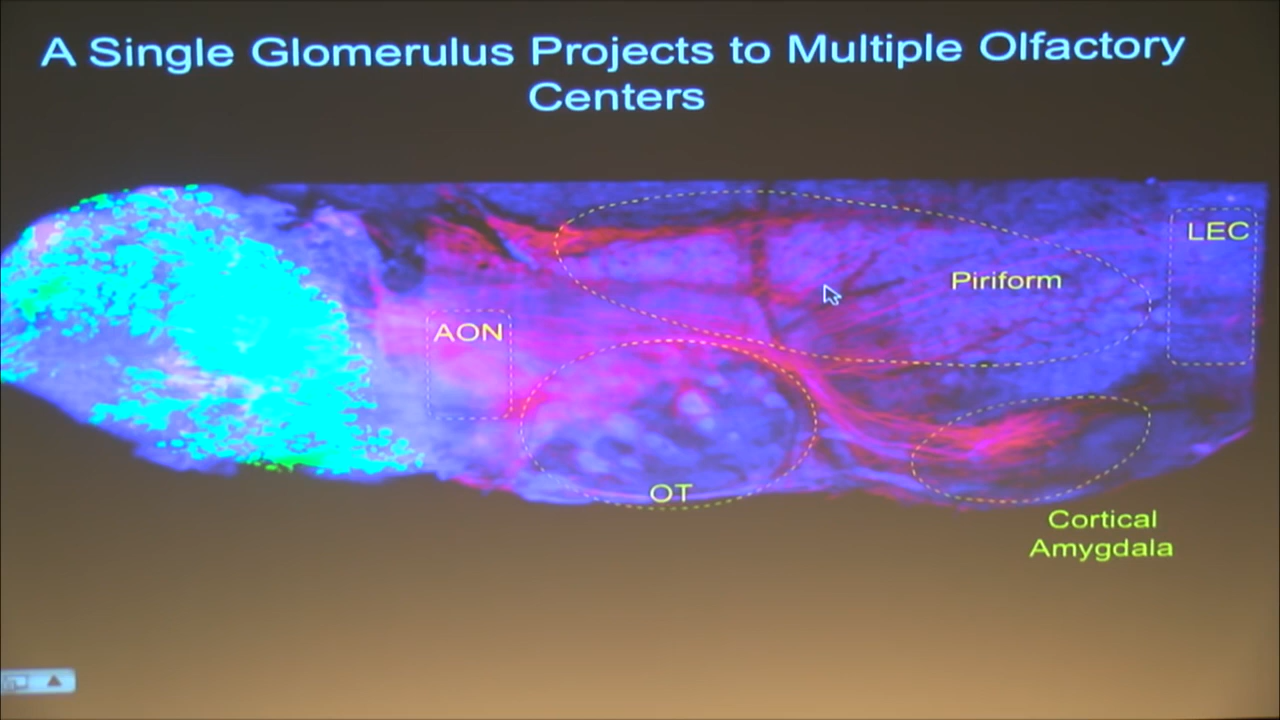 A Single Glomerulus Projects to Multiple Olfactory
Centers
LEC
Piriform
AON
OT
Cortical
Amygdala